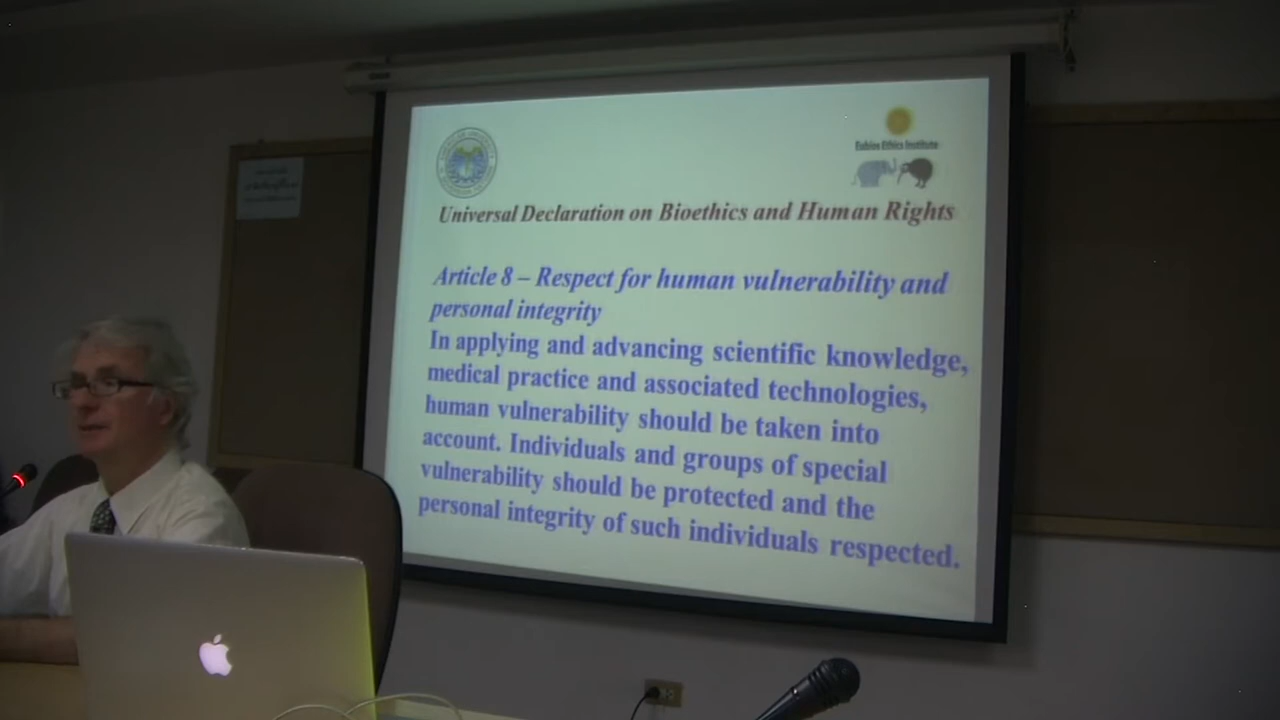 Eubios Ethics Institute
Universal Declaration on Bioethics and Human Rights
Article 8 – Respect for human vulnerability and
personal integrity
In applying and advancing scientific knowledge,
medical practice and associated technologies,
human vulnerability should be taken into
account. Individuals and groups of special
vulnerability should be protected and the
personal integrity of such individuals respected.